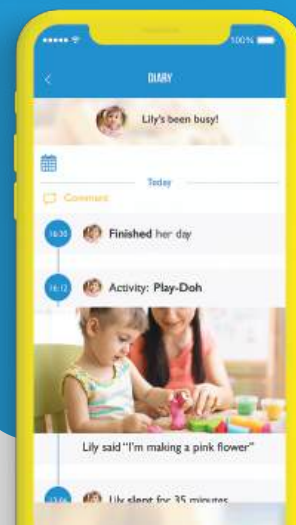 100%
DIARY
Lily's been busy!
Today
Comment
16:30 Finished her day
16:12 Activity: Play-Doh
Lily said "I'm making a pink flower"
Lily slept for 35 minutes